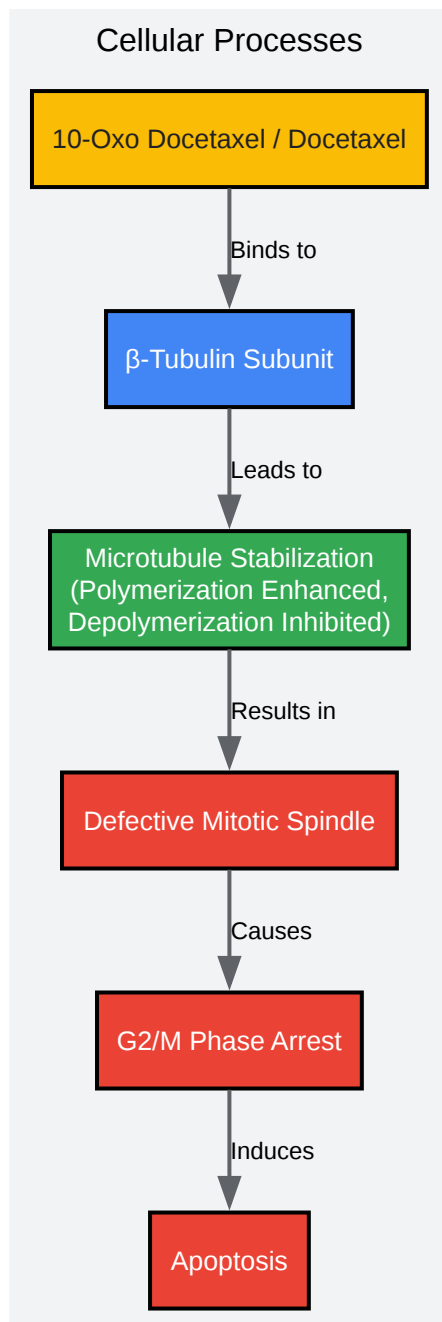 Cellular Processes
10-Oxo Docetaxel / Docetaxel
Binds to
β-Tubulin Subunit
Leads to
Microtubule Stabilization
(Polymerization Enhanced,
Depolymerization Inhibited)
Results in
Defective Mitotic Spindle
Causes
G2/M Phase Arrest
Induces
Apoptosis